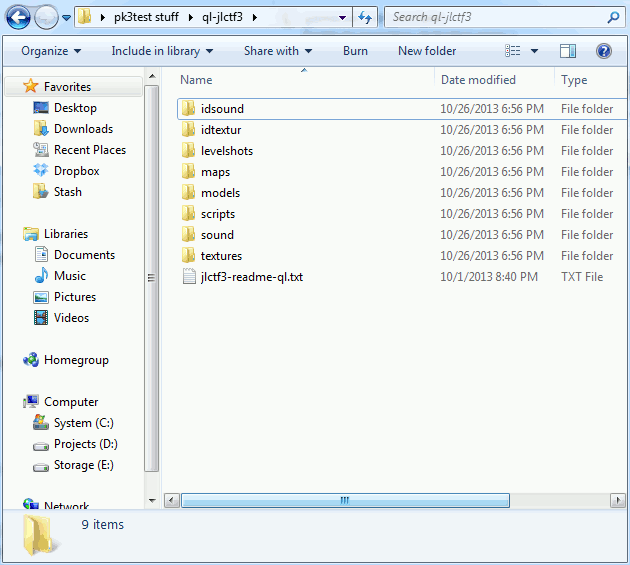 pk3test stuff ▸ ql-jlctf3 ▸
Search ql-jlctf3
Organize Include in library Share with Burn New folder
Name Date modified Type
Favorites
Desktop
Downloads
Recent Places
Dropbox
Stash
Libraries
Documents
Music
Pictures
Videos
Homegroup
Computer
System (C:)
Projects (D:)
Storage (E:)
Network
idsound 10/26/2013 6:56 PM File folder
idtextur 10/26/2013 6:56 PM File folder
levelshots 10/26/2013 6:56 PM File folder
maps 10/26/2013 6:56 PM File folder
models 10/26/2013 6:56 PM File folder
scripts 10/26/2013 6:56 PM File folder
sound 10/26/2013 6:56 PM File folder
textures 10/26/2013 6:56 PM File folder
jlctf3-readme-ql.txt 10/1/2013 8:40 PM TXT File
9 items